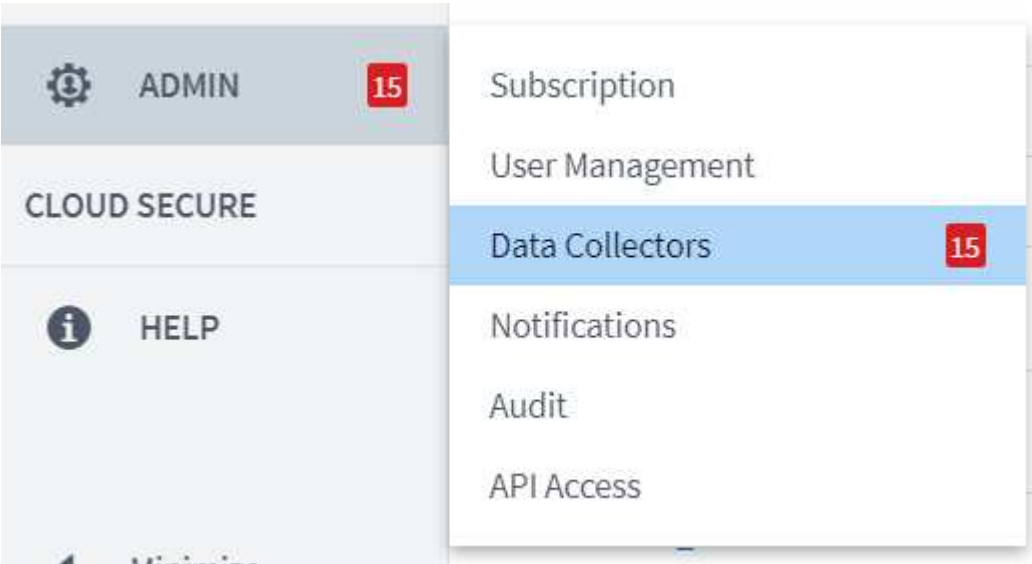 ADMIN 15
CLOUD SECURE
HELP
Subscription
User Management
Data Collectors 15
Notifications
Audit
API Access